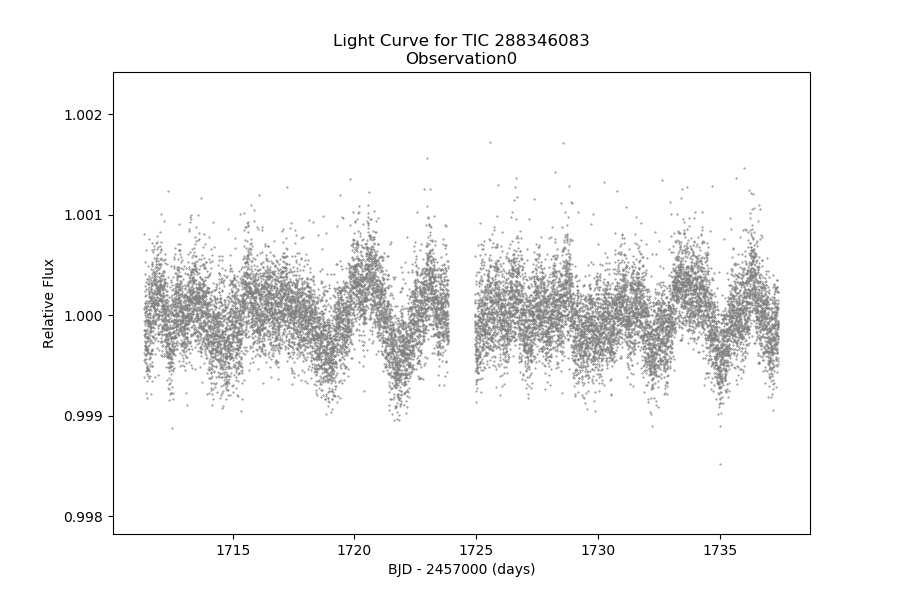 Light Curve for TIC 288346083
Observation0
1.002
1.001
1.000
0.999
0.998
Relative Flux
1715
1720
1725
1730
1735
BJD - 2457000 (days)